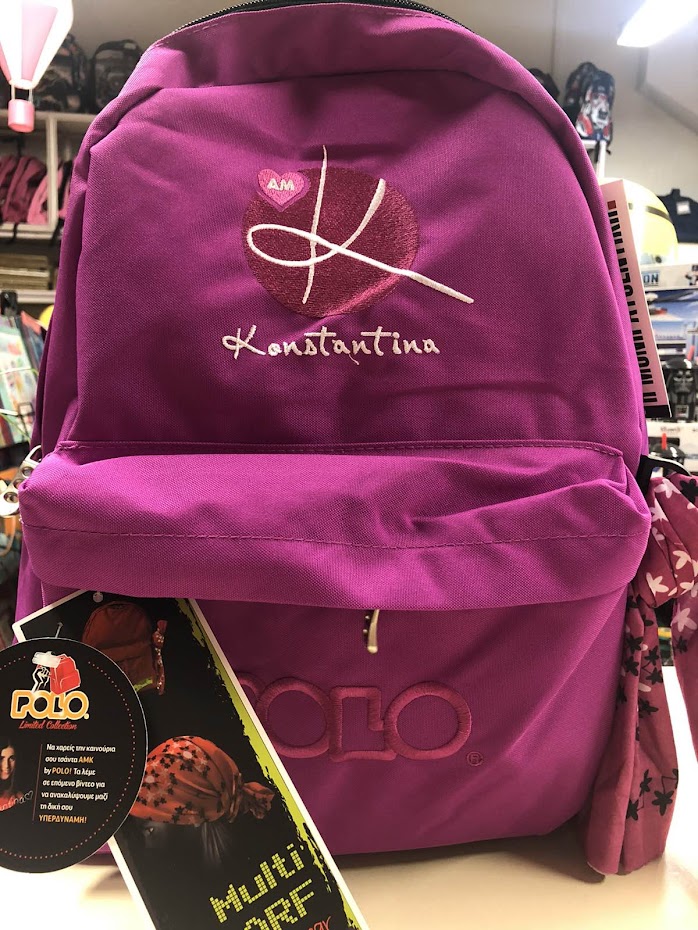 AM
K
Konstantina
POLO
®
POLO
Limited Collection
Να χαρείς την καινούρια
σου τσάντα AMK
by POLO! Τα λέμε
σε επόμενο βίντεο για
να ανακαλύψουμε μαζί
τη δική σου
ΥΠΕΡΔΥΝΑΜΗ!
Multi